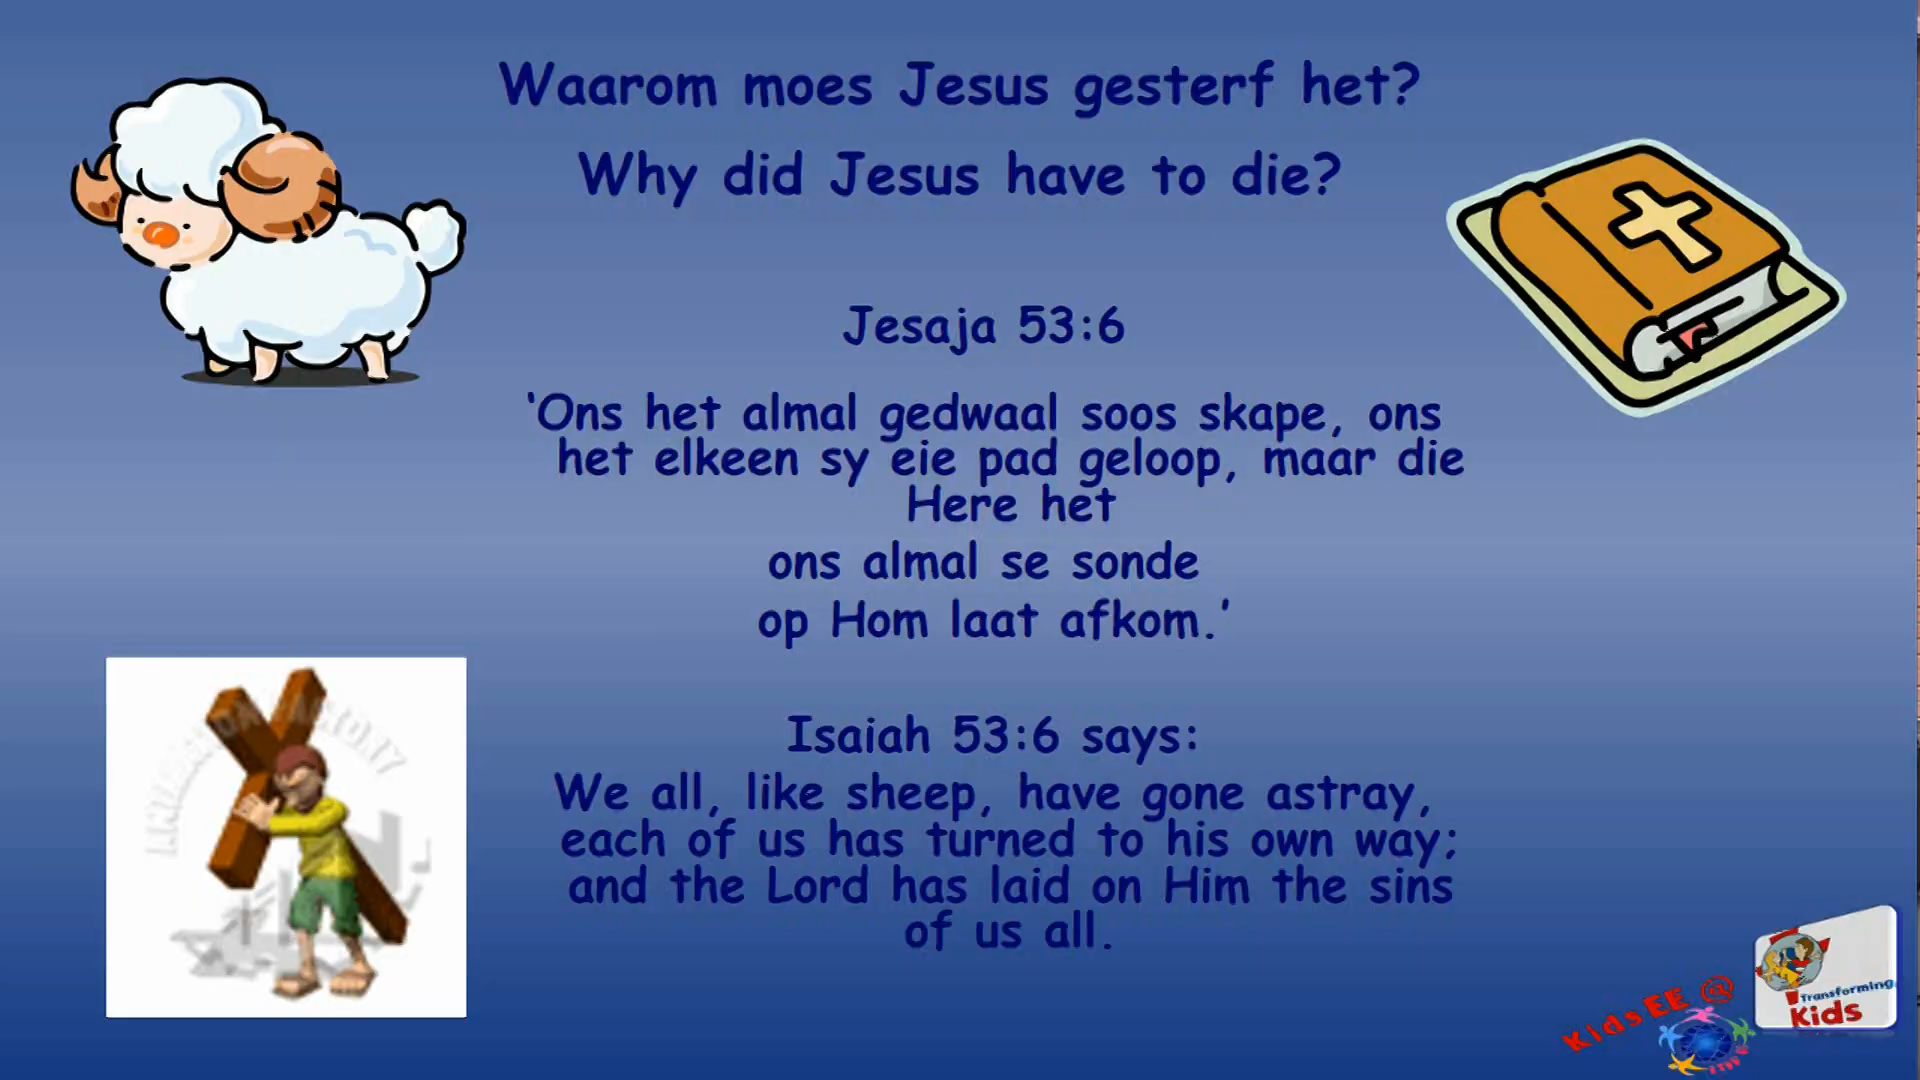 Waarom moes Jesus gesterf het?
Why did Jesus have to die?
Jesaja 53:6
‘Ons het almal gedwaal soos skape, ons
het elkeen sy eie pad geloop, maar die
Here het
ons almal se sonde
op Hom laat afkom.’
Isaiah 53:6 says:
We all, like sheep, have gone astray,
each of us has turned to his own way;
and the Lord has laid on Him the sins
of us all.
KidsEE @
Transforming
Kids